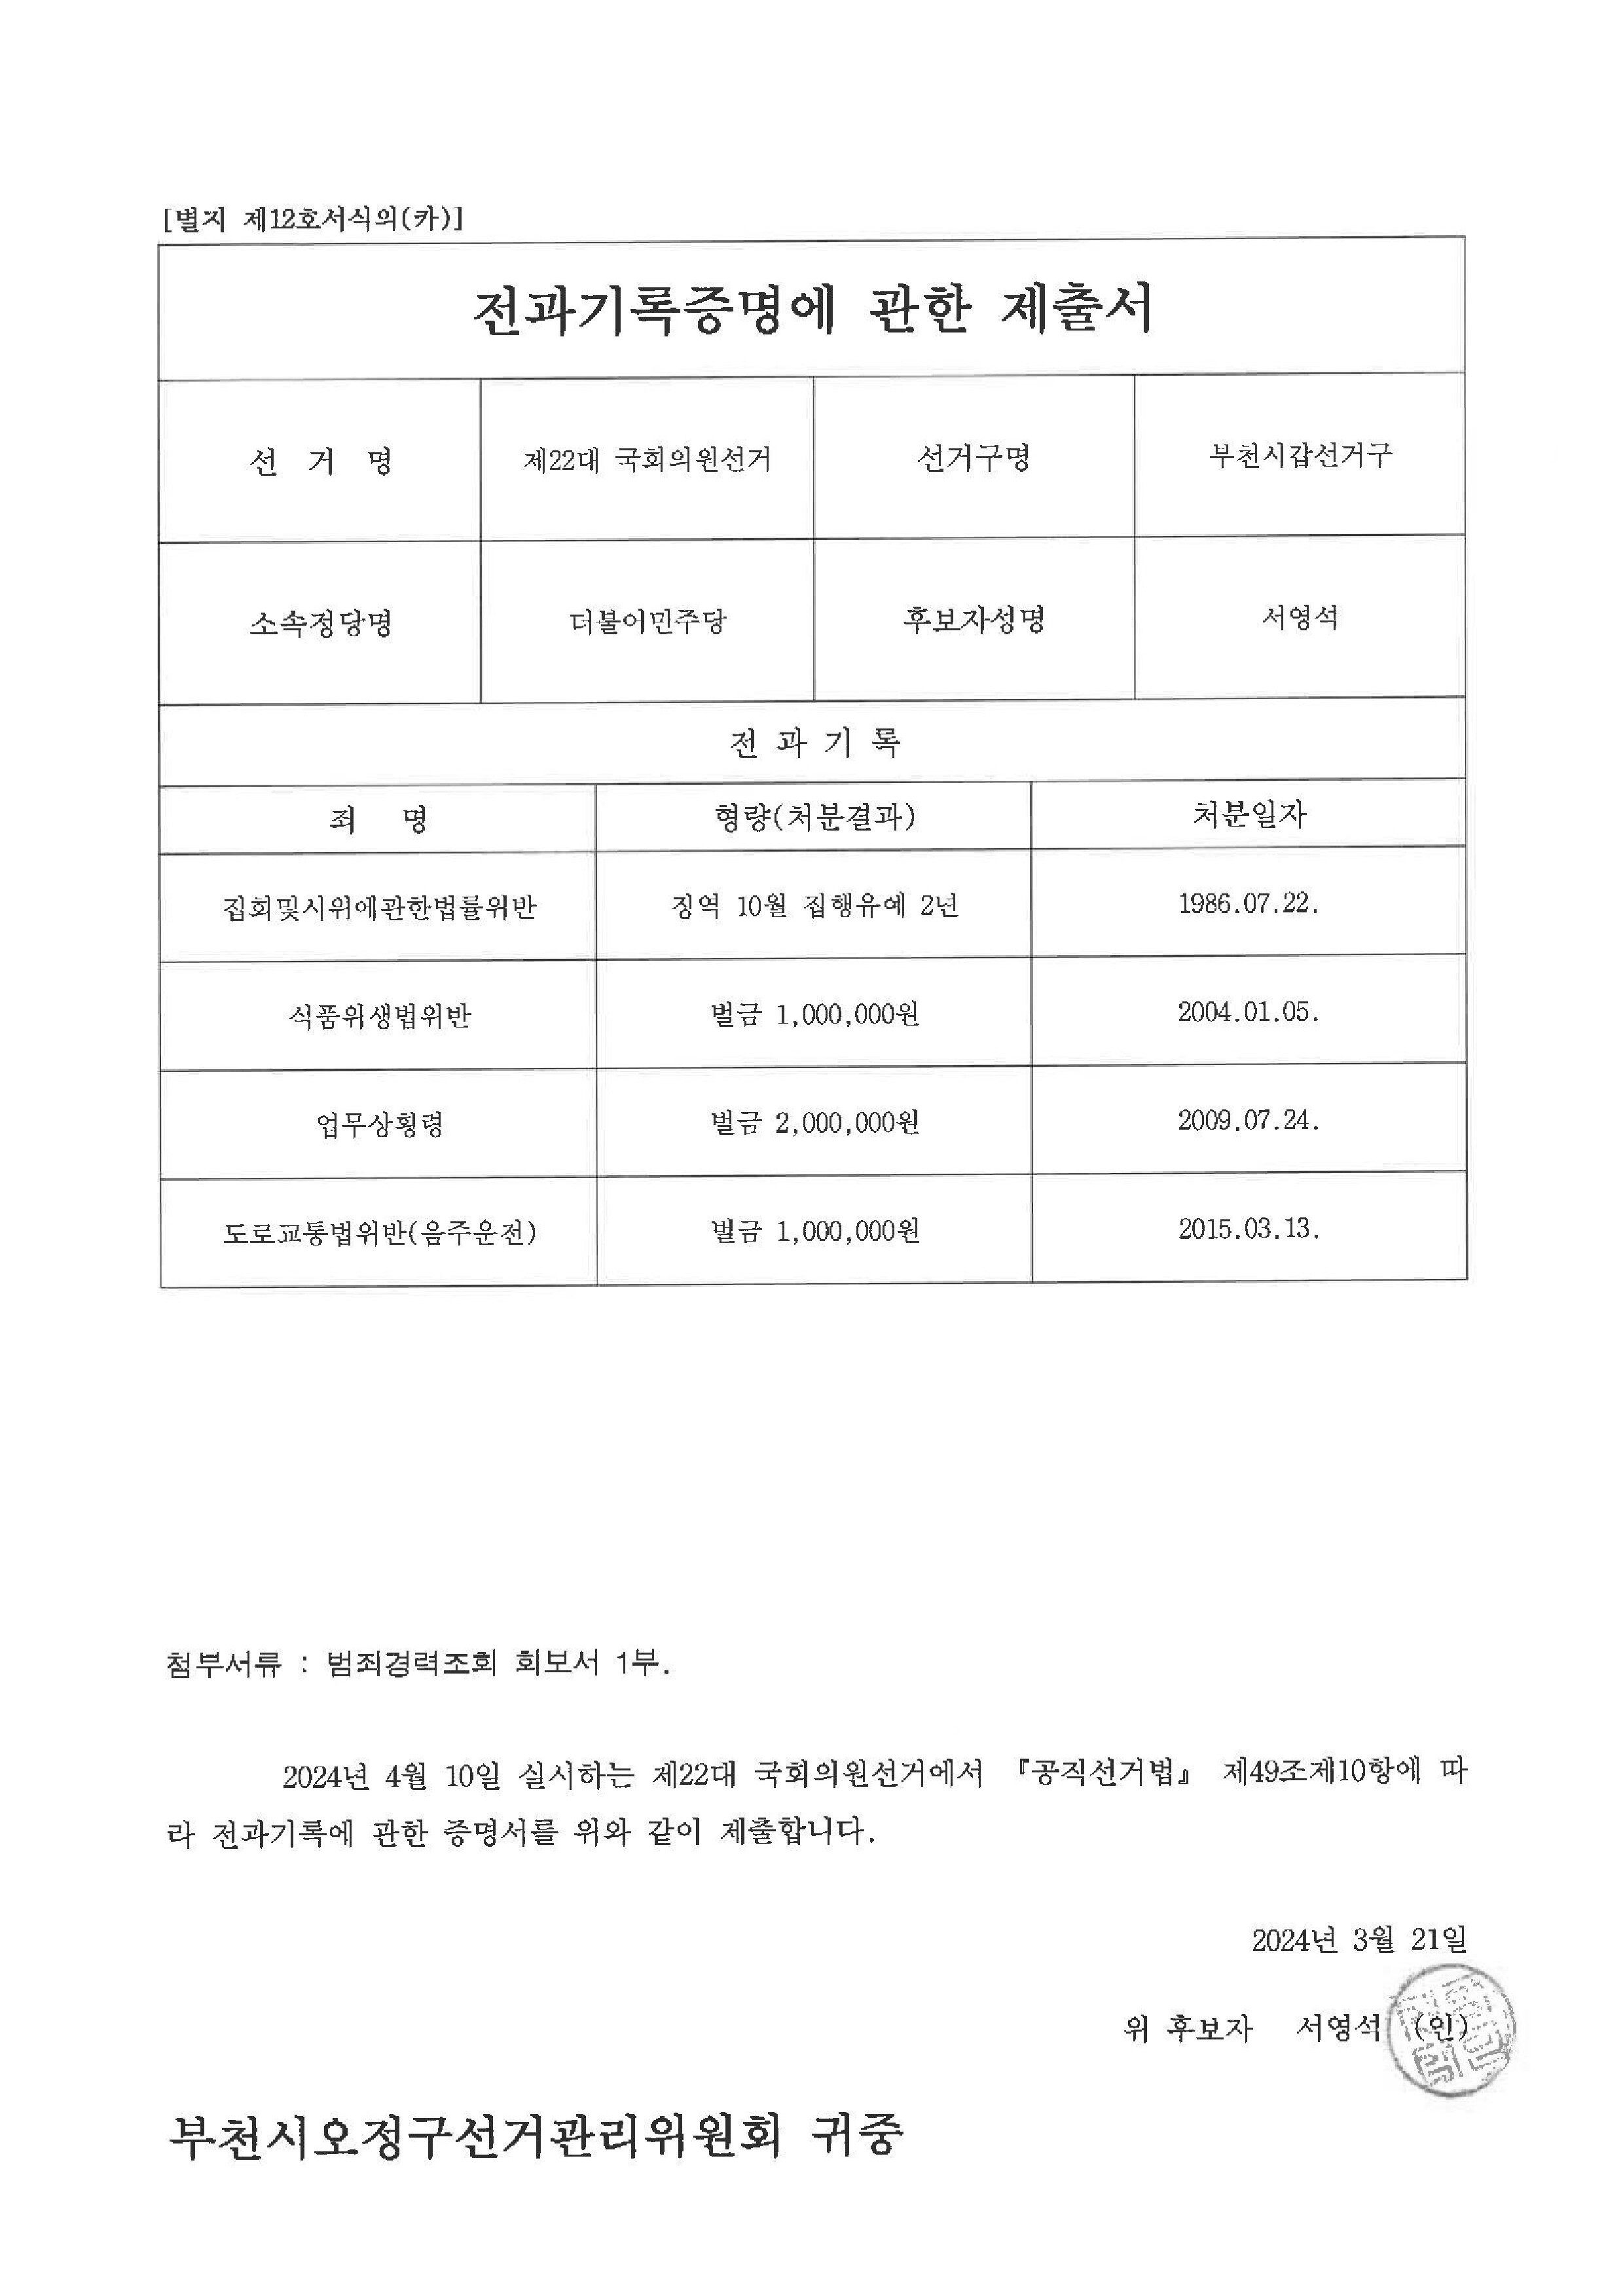 [별지 제12호서식의(카)]
전과기록증명에 관한 제출서
선 거 명 제22대 국회의원선거 선거구명 부천시갑선거구
소속정당명 더불어민주당 후보자성명 서영석
전 과 기 록
죄 명 형량(처분결과) 처분일자
집회및시위에관한법률위반 징역 10월 집행유예 2년 1986.07.22.
식품위생법위반 벌금 1,000,000원 2004.01.05.
업무상횡령 벌금 2,000,000원 2009.07.24.
도로교통법위반(음주운전) 벌금 1,000,000원 2015.03.13.
첨부서류 : 범죄경력조회 회보서 1부.
2024년 4월 10일 실시하는 제22대 국회의원선거에서 『공직선거법』 제49조제10항에 따
라 전과기록에 관한 증명서를 위와 같이 제출합니다.
2024년 3월 21일
위 후보자 서영석 (인)
부천시오정구선거관리위원회 귀중